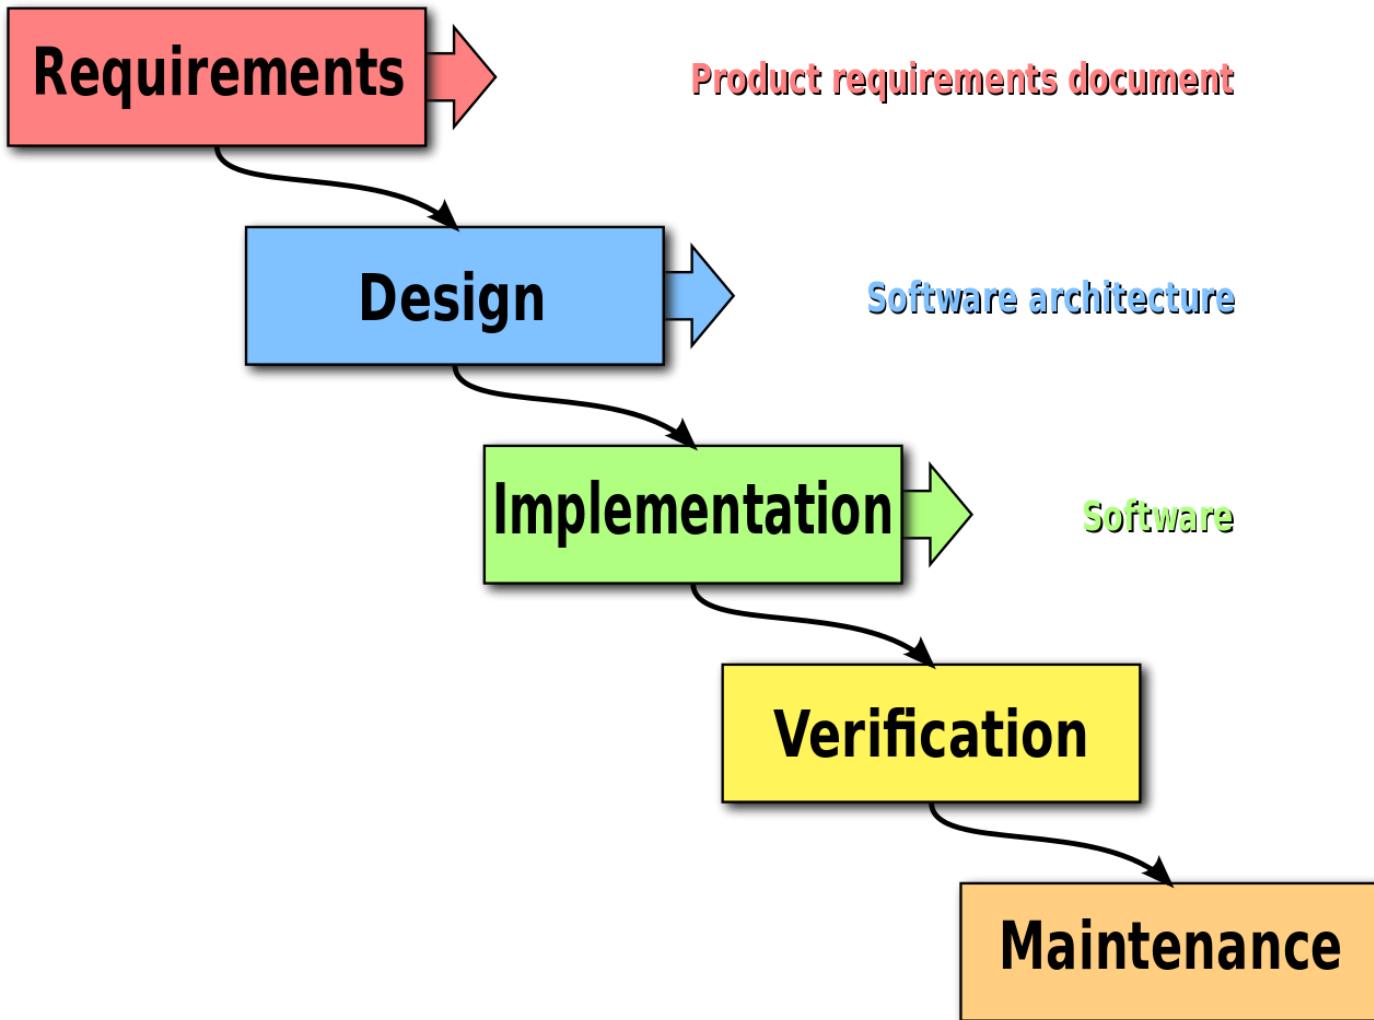 Requirements
Product requirements document
Design
Software architecture
Implementation
Software
Verification
Maintenance